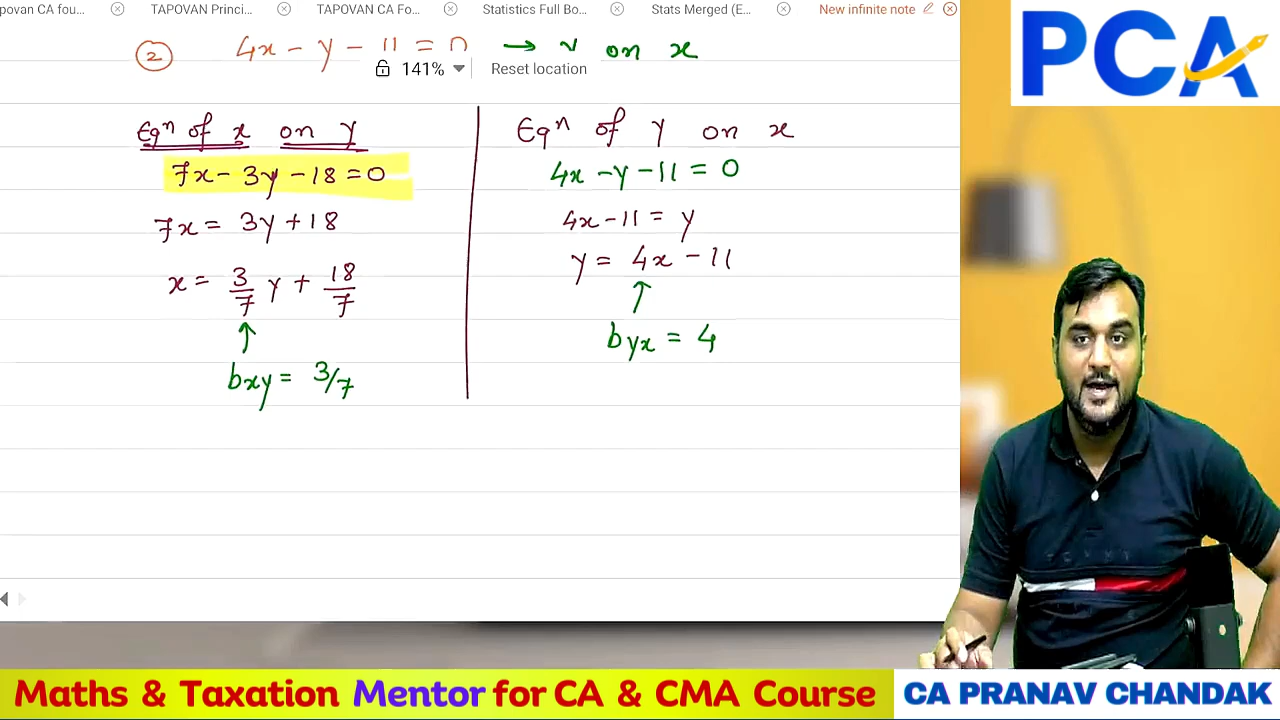 povan CA fou...
TAPOVAN Princi...
TAPOVAN CA Fo...
Statistics Full Bo...
Stats Merged (E...
New infinite note
② 4x - y - 11 = 0 → y on x
141%
Reset location
Eqⁿ of x on y
7x - 3y - 18 = 0
7x = 3y + 18
x = 3/7 y + 18/7
↑
bxy = 3/7
Eqⁿ of y on x
4x - y - 11 = 0
4x - 11 = y
y = 4x - 11
↑
byx = 4
PCA
Maths & Taxation Mentor for CA & CMA Course
CA PRANAV CHANDAK